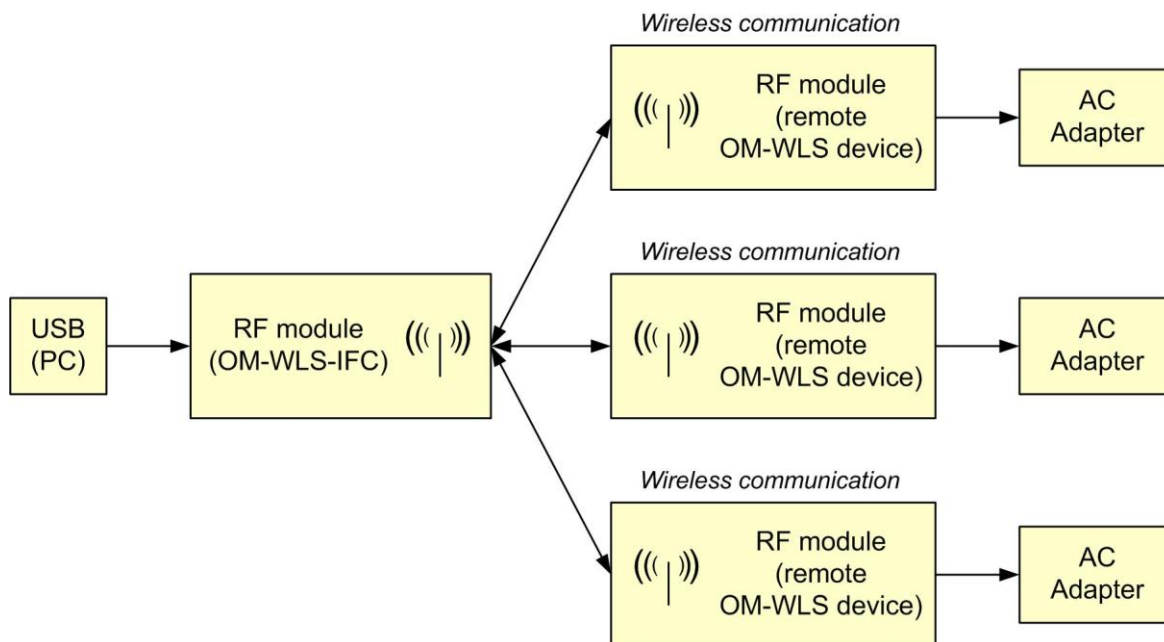 USB
(PC)
RF module
(OM-WLS-IFC)
Wireless communication
RF module
(remote
OM-WLS device)
AC
Adapter
Wireless communication
RF module
(remote
OM-WLS device)
AC
Adapter
Wireless communication
RF module
(remote
OM-WLS device)
AC
Adapter